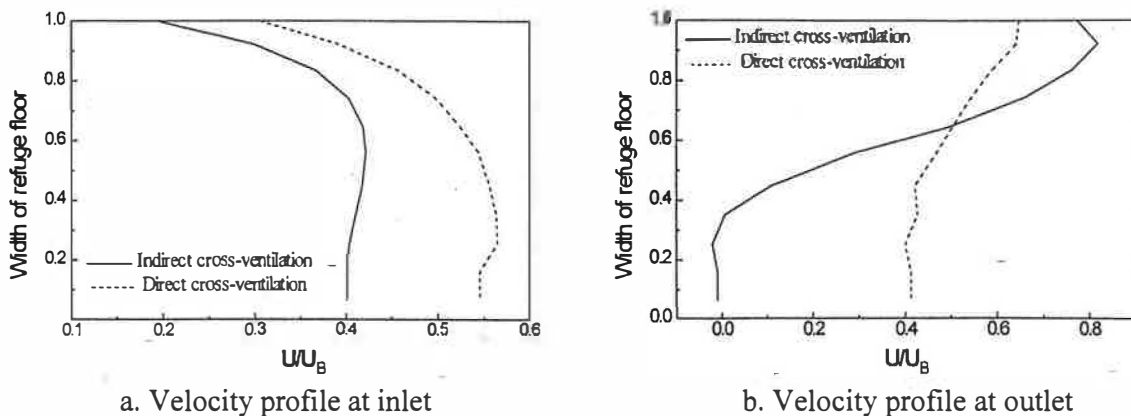 1.0
0.8
0.6
0.4
0.2
Width of refuge floor
Indirect cross-ventilation
Direct cross-ventilation
0.1 0.2 0.3 0.4 0.5 0.6
U/U_B
a. Velocity profile at inlet
1.0
0.8
0.6
0.4
0.2
0.0
Width of refuge floor
Indirect cross-ventilation
Direct cross-ventilation
0.0 0.2 0.4 0.6 0.8
U/U_B
b. Velocity profile at outlet